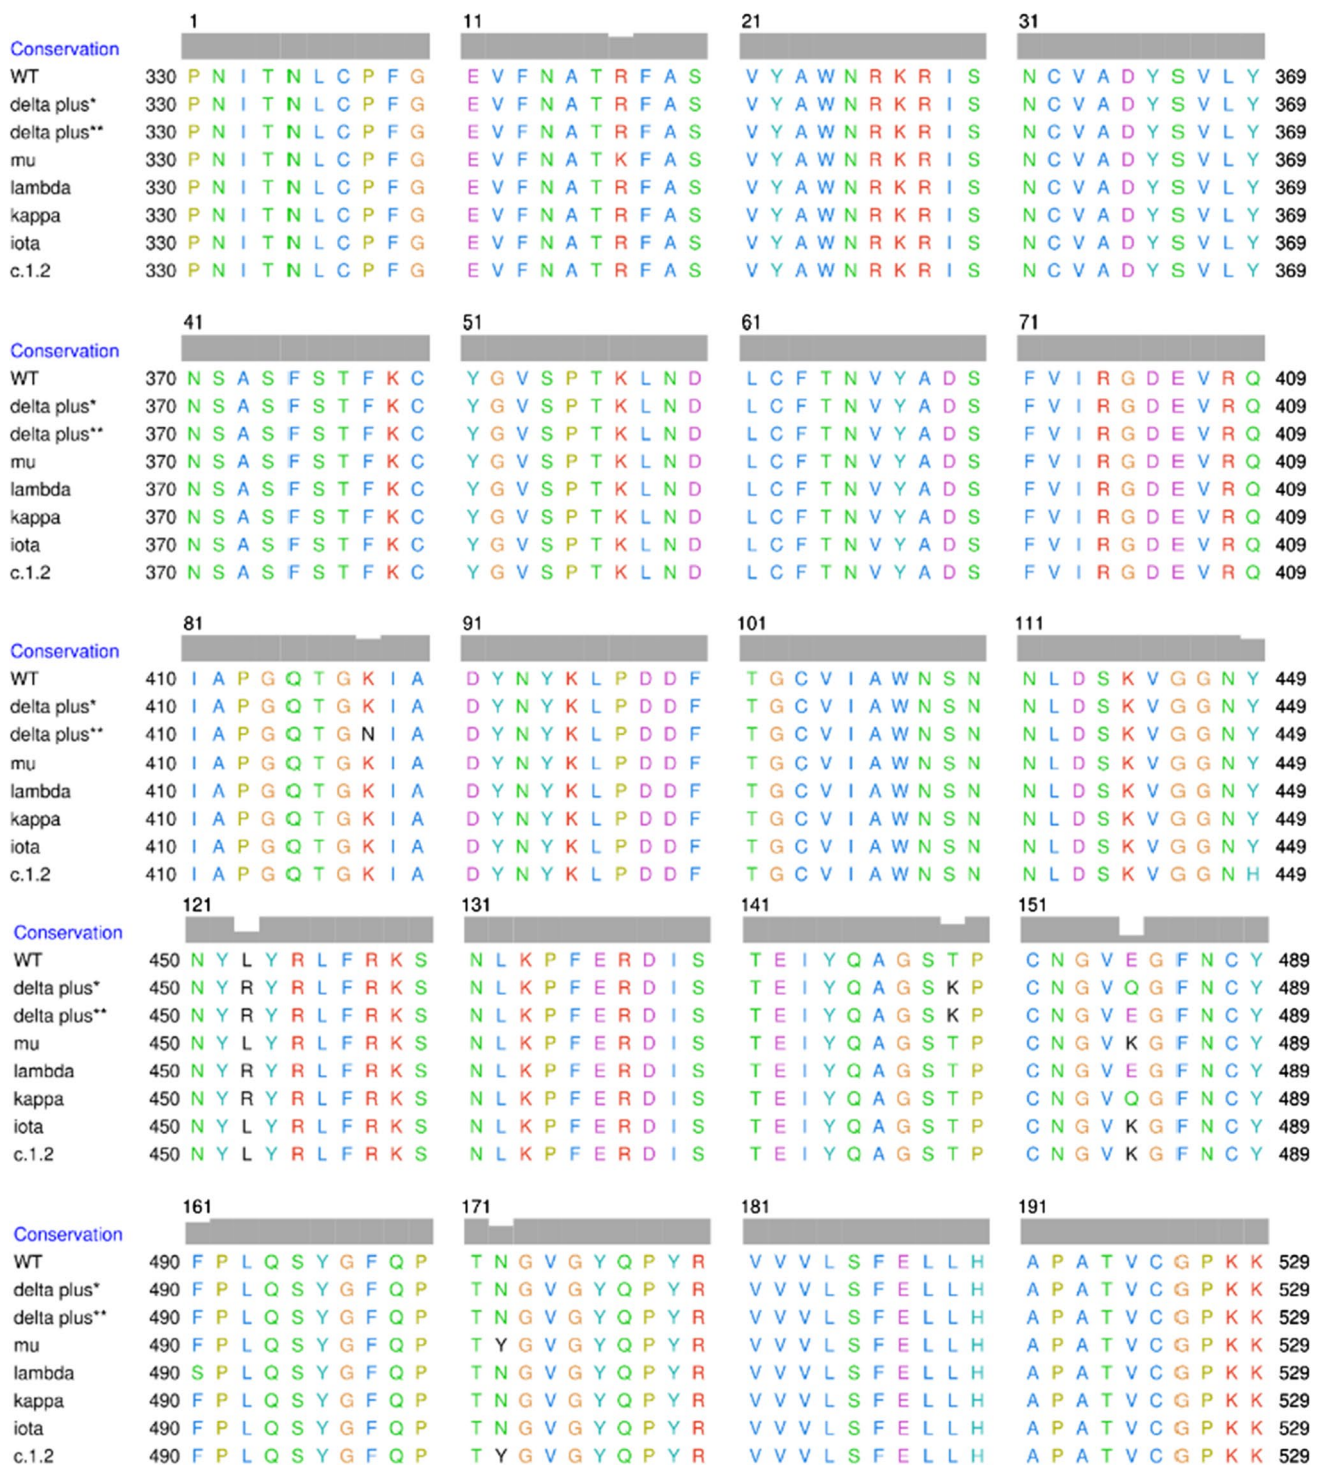 1 11 21 31
Conservation
WT 330 P N I T N L C P F G E V F N A T R F A S V Y A W N R K R I S N C V A D Y S V L Y 369
delta plus* 330 P N I T N L C P F G E V F N A T R F A S V Y A W N R K R I S N C V A D Y S V L Y 369
delta plus** 330 P N I T N L C P F G E V F N A T R F A S V Y A W N R K R I S N C V A D Y S V L Y 369
mu 330 P N I T N L C P F G E V F N A T K F A S V Y A W N R K R I S N C V A D Y S V L Y 369
lambda 330 P N I T N L C P F G E V F N A T R F A S V Y A W N R K R I S N C V A D Y S V L Y 369
kappa 330 P N I T N L C P F G E V F N A T R F A S V Y A W N R K R I S N C V A D Y S V L Y 369
iota 330 P N I T N L C P F G E V F N A T R F A S V Y A W N R K R I S N C V A D Y S V L Y 369
c.1.2 330 P N I T N L C P F G E V F N A T R F A S V Y A W N R K R I S N C V A D Y S V L Y 369
41 51 61 71
Conservation
WT 370 N S A S F S T F K C Y G V S P T K L N D L C F T N V Y A D S F V I R G D E V R Q 409
delta plus* 370 N S A S F S T F K C Y G V S P T K L N D L C F T N V Y A D S F V I R G D E V R Q 409
delta plus** 370 N S A S F S T F K C Y G V S P T K L N D L C F T N V Y A D S F V I R G D E V R Q 409
mu 370 N S A S F S T F K C Y G V S P T K L N D L C F T N V Y A D S F V I R G D E V R Q 409
lambda 370 N S A S F S T F K C Y G V S P T K L N D L C F T N V Y A D S F V I R G D E V R Q 409
kappa 370 N S A S F S T F K C Y G V S P T K L N D L C F T N V Y A D S F V I R G D E V R Q 409
iota 370 N S A S F S T F K C Y G V S P T K L N D L C F T N V Y A D S F V I R G D E V R Q 409
c.1.2 370 N S A S F S T F K C Y G V S P T K L N D L C F T N V Y A D S F V I R G D E V R Q 409
81 91 101 111
Conservation
WT 410 I A P G Q T G K I A D Y N Y K L P D D F T G C V I A W N S N N L D S K V G G N Y 449
delta plus* 410 I A P G Q T G K I A D Y N Y K L P D D F T G C V I A W N S N N L D S K V G G N Y 449
delta plus** 410 I A P G Q T G N I A D Y N Y K L P D D F T G C V I A W N S N N L D S K V G G N Y 449
mu 410 I A P G Q T G K I A D Y N Y K L P D D F T G C V I A W N S N N L D S K V G G N Y 449
lambda 410 I A P G Q T G K I A D Y N Y K L P D D F T G C V I A W N S N N L D S K V G G N Y 449
kappa 410 I A P G Q T G K I A D Y N Y K L P D D F T G C V I A W N S N N L D S K V G G N Y 449
iota 410 I A P G Q T G K I A D Y N Y K L P D D F T G C V I A W N S N N L D S K V G G N Y 449
c.1.2 410 I A P G Q T G K I A D Y N Y K L P D D F T G C V I A W N S N N L D S K V G G N H 449
121 131 141 151
Conservation
WT 450 N Y L Y R L F R K S N L K P F E R D I S T E I Y Q A G S T P C N G V E G F N C Y 489
delta plus* 450 N Y R Y R L F R K S N L K P F E R D I S T E I Y Q A G S K P C N G V Q G F N C Y 489
delta plus** 450 N Y R Y R L F R K S N L K P F E R D I S T E I Y Q A G S K P C N G V E G F N C Y 489
mu 450 N Y L Y R L F R K S N L K P F E R D I S T E I Y Q A G S T P C N G V K G F N C Y 489
lambda 450 N Y R Y R L F R K S N L K P F E R D I S T E I Y Q A G S T P C N G V E G F N C Y 489
kappa 450 N Y R Y R L F R K S N L K P F E R D I S T E I Y Q A G S T P C N G V Q G F N C Y 489
iota 450 N Y L Y R L F R K S N L K P F E R D I S T E I Y Q A G S T P C N G V K G F N C Y 489
c.1.2 450 N Y L Y R L F R K S N L K P F E R D I S T E I Y Q A G S T P C N G V K G F N C Y 489
161 171 181 191
Conservation
WT 490 F P L Q S Y G F Q P T N G V G Y Q P Y R V V V L S F E L L H A P A T V C G P K K 529
delta plus* 490 F P L Q S Y G F Q P T N G V G Y Q P Y R V V V L S F E L L H A P A T V C G P K K 529
delta plus** 490 F P L Q S Y G F Q P T N G V G Y Q P Y R V V V L S F E L L H A P A T V C G P K K 529
mu 490 F P L Q S Y G F Q P T Y G V G Y Q P Y R V V V L S F E L L H A P A T V C G P K K 529
lambda 490 S P L Q S Y G F Q P T N G V G Y Q P Y R V V V L S F E L L H A P A T V C G P K K 529
kappa 490 F P L Q S Y G F Q P T N G V G Y Q P Y R V V V L S F E L L H A P A T V C G P K K 529
iota 490 F P L Q S Y G F Q P T N G V G Y Q P Y R V V V L S F E L L H A P A T V C G P K K 529
c.1.2 490 F P L Q S Y G F Q P T Y G V G Y Q P Y R V V V L S F E L L H A P A T V C G P K K 529